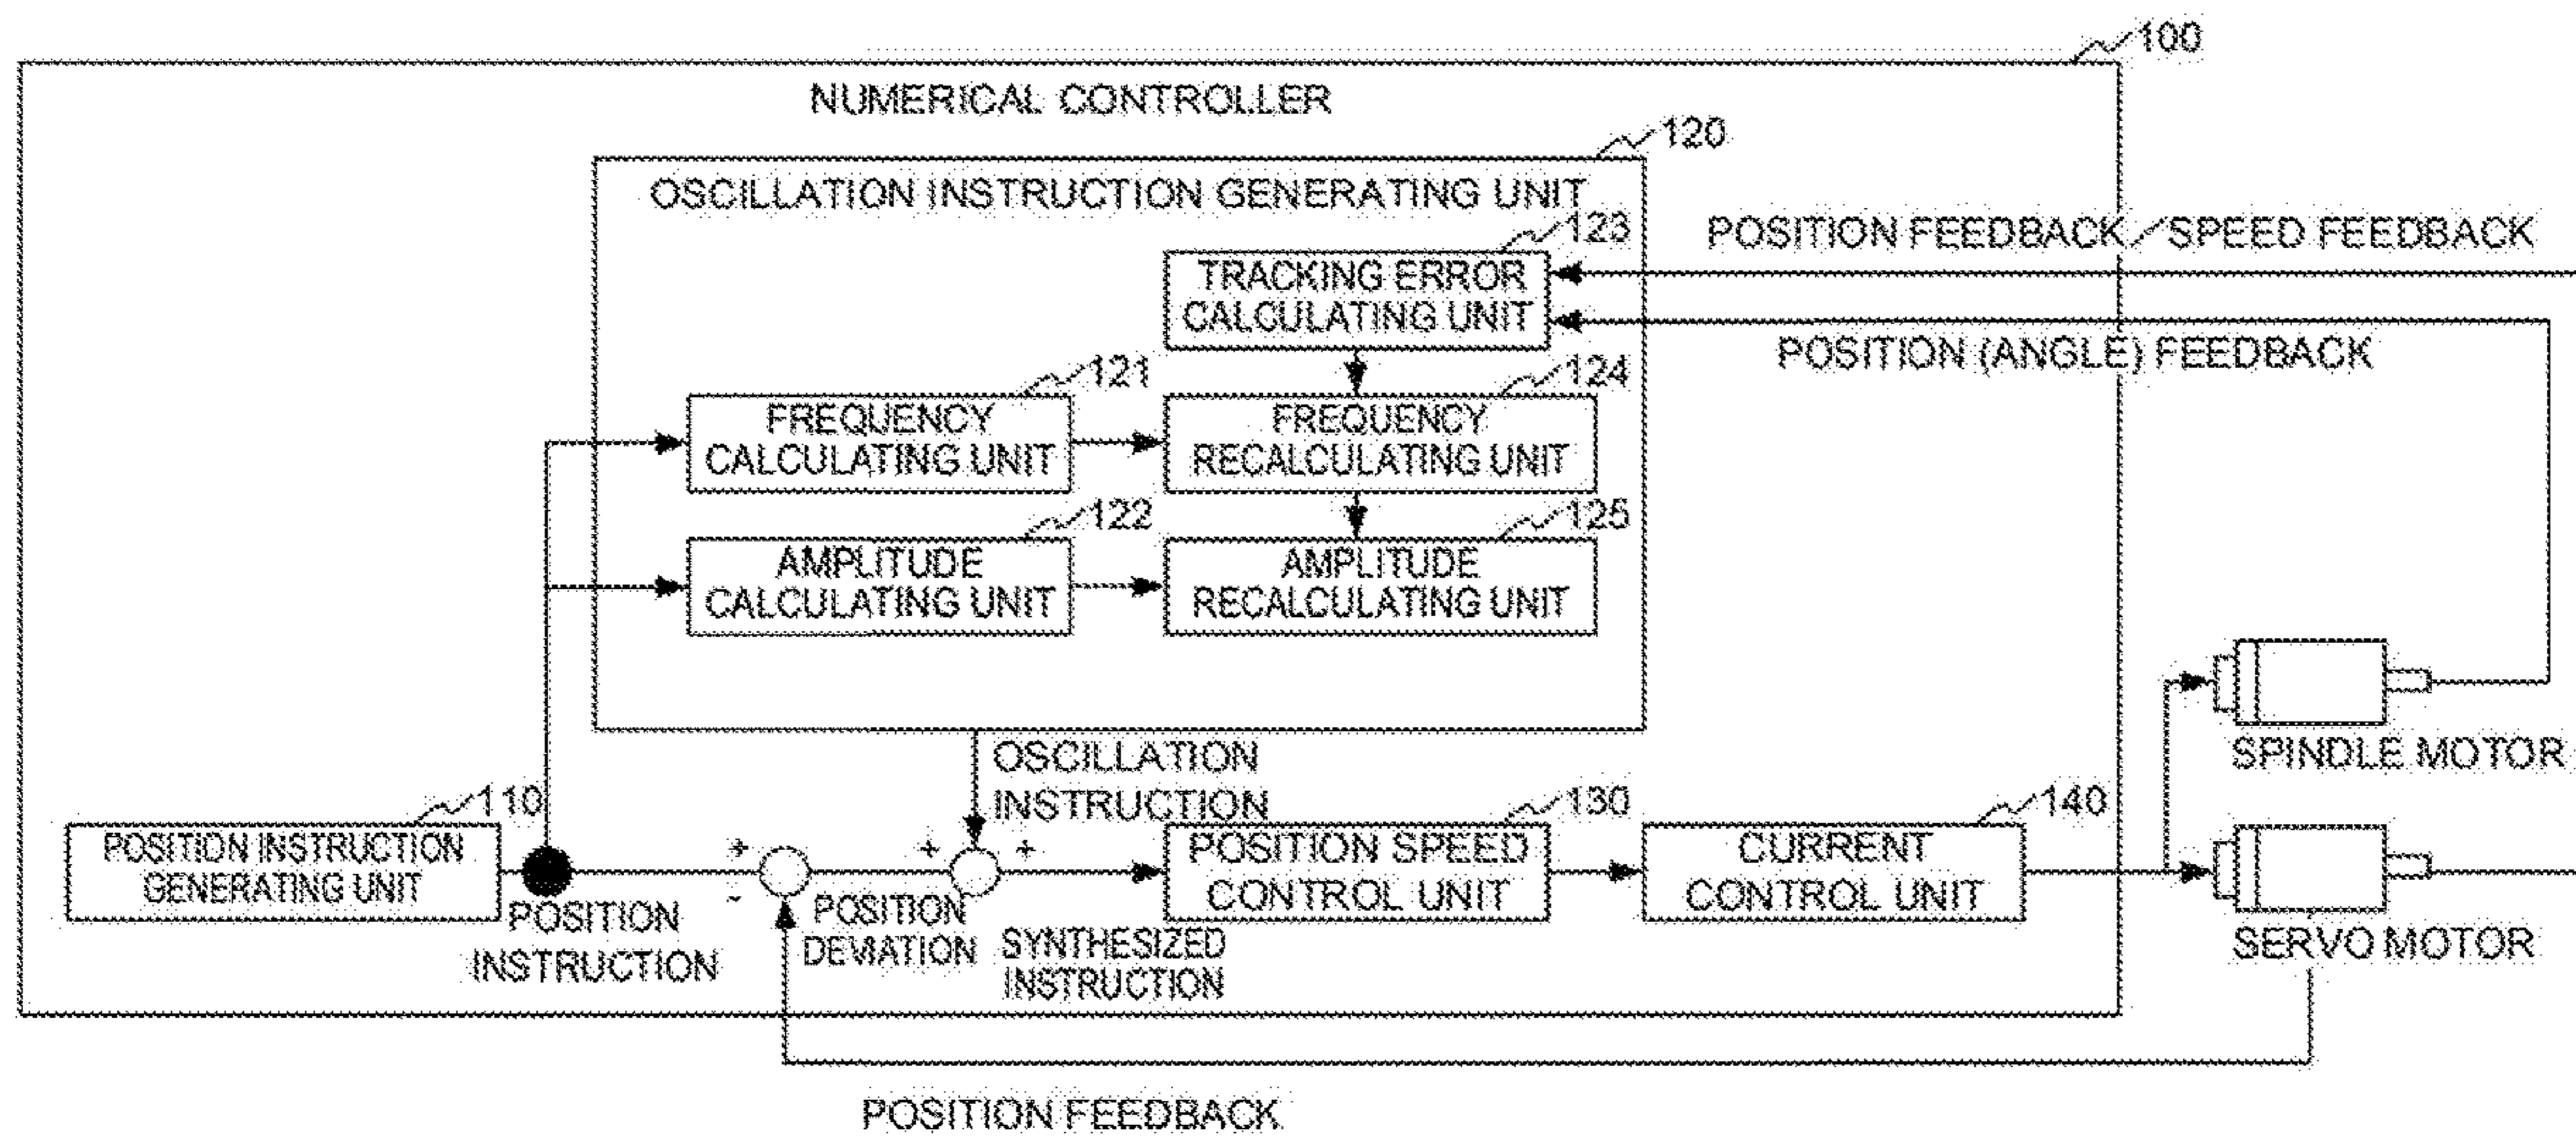 100
NUMERICAL CONTROLLER
120
OSCILLATION INSTRUCTION GENERATING UNIT
123
POSITION FEEDBACK／SPEED FEEDBACK
TRACKING ERROR
CALCULATING UNIT
POSITION (ANGLE) FEEDBACK
121
124
FREQUENCY
CALCULATING UNIT
FREQUENCY
RECALCULATING UNIT
122
125
AMPLITUDE
CALCULATING UNIT
AMPLITUDE
RECALCULATING UNIT
SPINDLE MOTOR
OSCILLATION
INSTRUCTION
110
130
140
POSITION INSTRUCTION
GENERATING UNIT
+
-
+
+
POSITION SPEED
CONTROL UNIT
CURRENT
CONTROL UNIT
POSITION
INSTRUCTION
POSITION
DEVIATION
SYNTHESIZED
INSTRUCTION
SERVO MOTOR
POSITION FEEDBACK